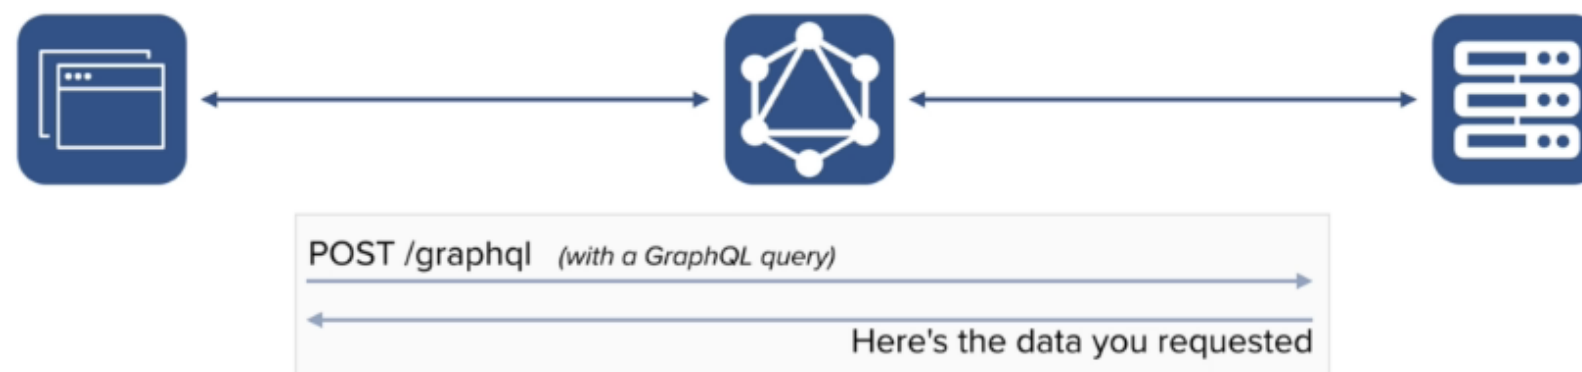 POST /graphql (with a GraphQL query)
Here's the data you requested